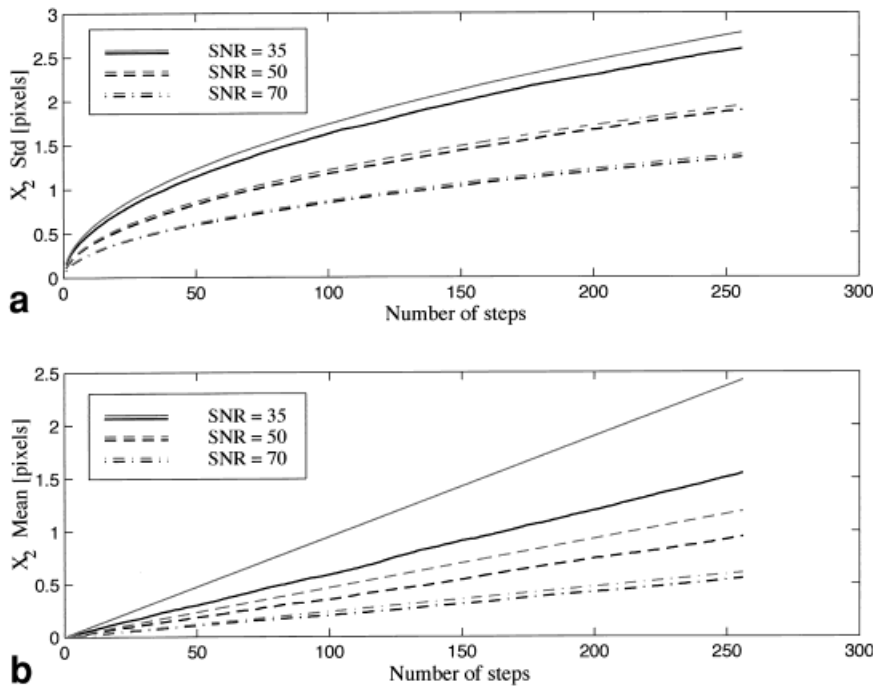 3
2.5
2
1.5
1
0.5
0
X2 Std [pixels]
SNR = 35
SNR = 50
SNR = 70
0 50 100 150 200 250 300
Number of steps
a
2.5
2
1.5
1
0.5
0
X2 Mean [pixels]
SNR = 35
SNR = 50
SNR = 70
0 50 100 150 200 250 300
Number of steps
b